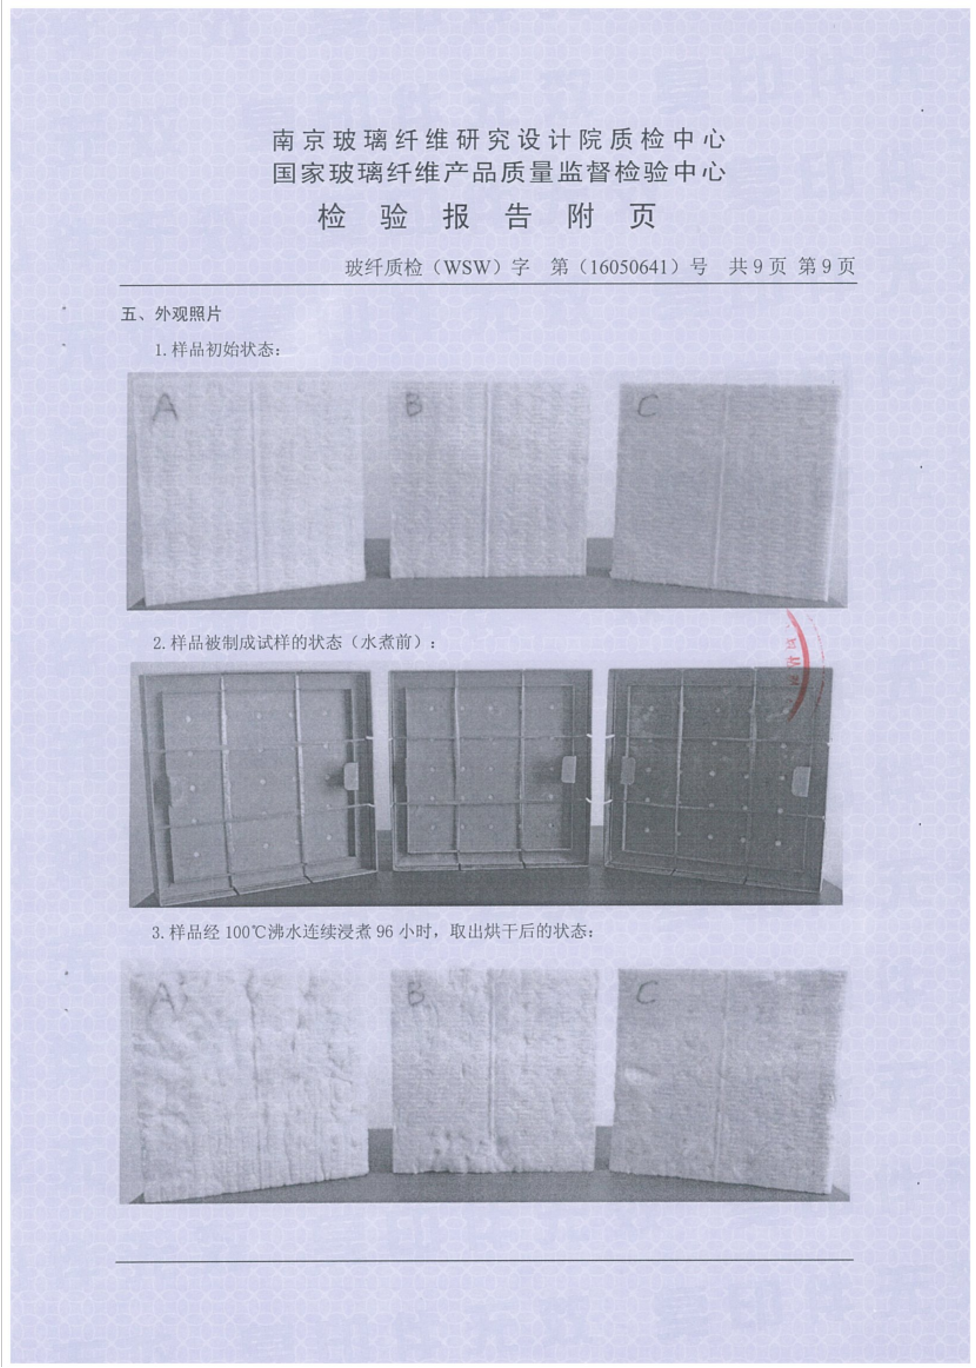 南京玻璃纤维研究设计院质检中心
国家玻璃纤维产品质量监督检验中心
检验报告附页
玻纤质检（WSW）字 第（16050641）号 共9页 第9页
五、外观照片
1.样品初始状态：
A B C
2.样品被制成试样的状态（水煮前）：
3.样品经100℃沸水连续浸煮96小时，取出烘干后的状态：
A B C